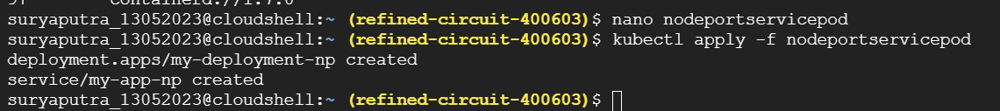 suryaputra_13052023@cloudshell:~ (refined-circuit-400603)$ nano nodeportservicepod
suryaputra_13052023@cloudshell:~ (refined-circuit-400603)$ kubectl apply -f nodeportservicepod
deployment.apps/my-deployment-np created
service/my-app-np created
suryaputra_13052023@cloudshell:~ (refined-circuit-400603)$